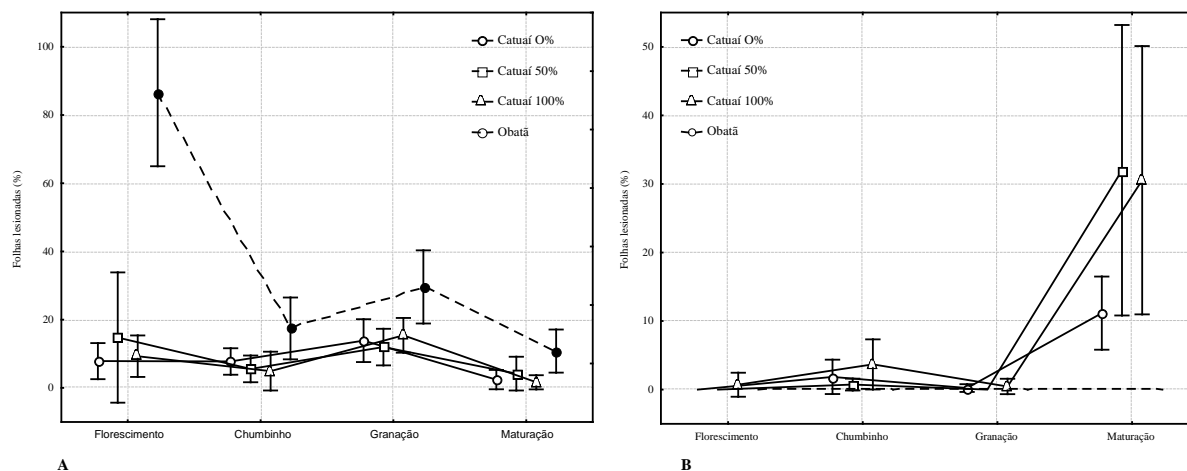 100
80
60
40
20
0
Folhas lesionadas (%)
Catuaí O%
Catuaí 50%
Catuaí 100%
Obatã
Florescimento
Chumbinho
Granação
Maturação
A
50
40
30
20
10
0
Folhas lesionadas (%)
Catuaí O%
Catuaí 50%
Catuaí 100%
Obatã
Florescimento
Chumbinho
Granação
Maturação
B